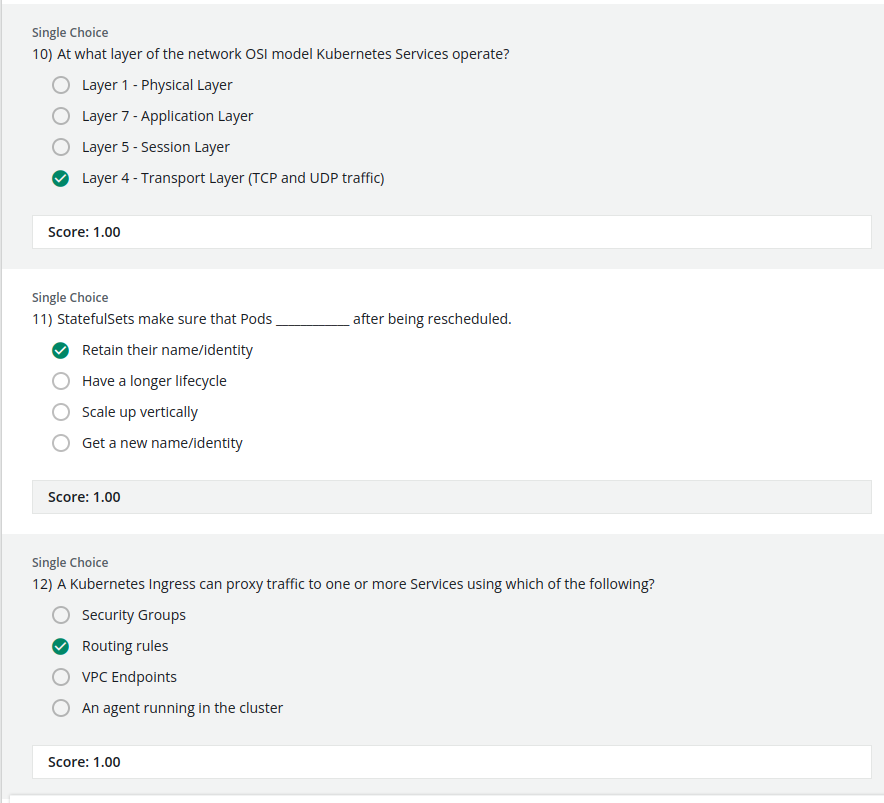 Single Choice
10) At what layer of the network OSI model Kubernetes Services operate?
Layer 1 - Physical Layer
Layer 7 - Application Layer
Layer 5 - Session Layer
Layer 4 - Transport Layer (TCP and UDP traffic)
Score: 1.00
Single Choice
11) StatefulSets make sure that Pods ___________ after being rescheduled.
Retain their name/identity
Have a longer lifecycle
Scale up vertically
Get a new name/identity
Score: 1.00
Single Choice
12) A Kubernetes Ingress can proxy traffic to one or more Services using which of the following?
Security Groups
Routing rules
VPC Endpoints
An agent running in the cluster
Score: 1.00